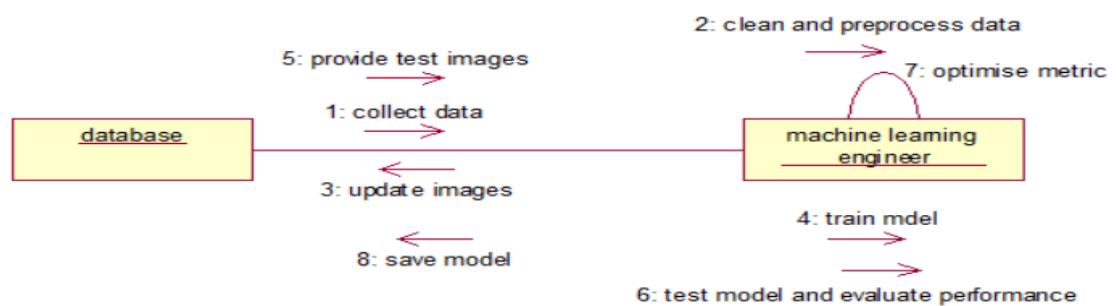 2: clean and preprocess data
5: provide test images
7: optimise metric
1: collect data
database
machine learning
engineer
3: update images
4: train mdel
8: save model
6: test model and evaluate performance